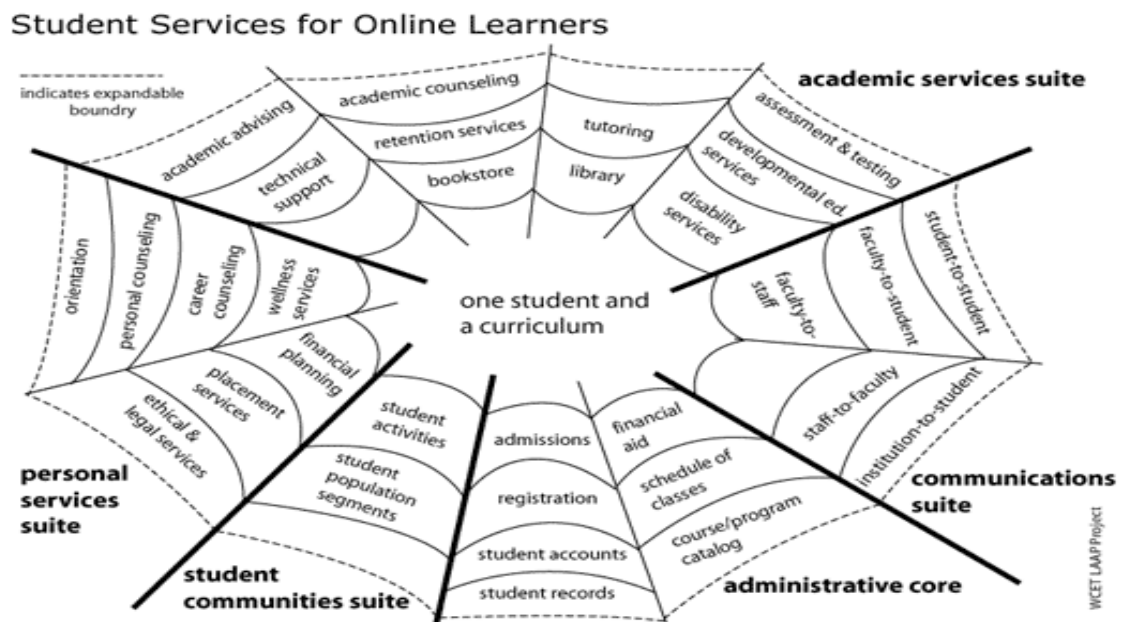 Student Services for Online Learners
indicates expandable
boundry
academic services suite
academic advising
technical
support
academic counseling
retention services
bookstore
tutoring
library
assessment & testing
developmental ed.
services
disability
services
orientation
personal counseling
career
counseling
wellness
services
financial
planning
placement
services
ethical &
legal services
personal
services
suite
one student and
a curriculum
faculty-to-
staff
faculty-to-student
student-to-student
staff-to-faculty
institution-to-student
communications
suite
student
activities
student
population
segments
student
communities suite
admissions
registration
student accounts
student records
financial
aid
schedule of
classes
course/program
catalog
administrative core
WCET LAAP Project